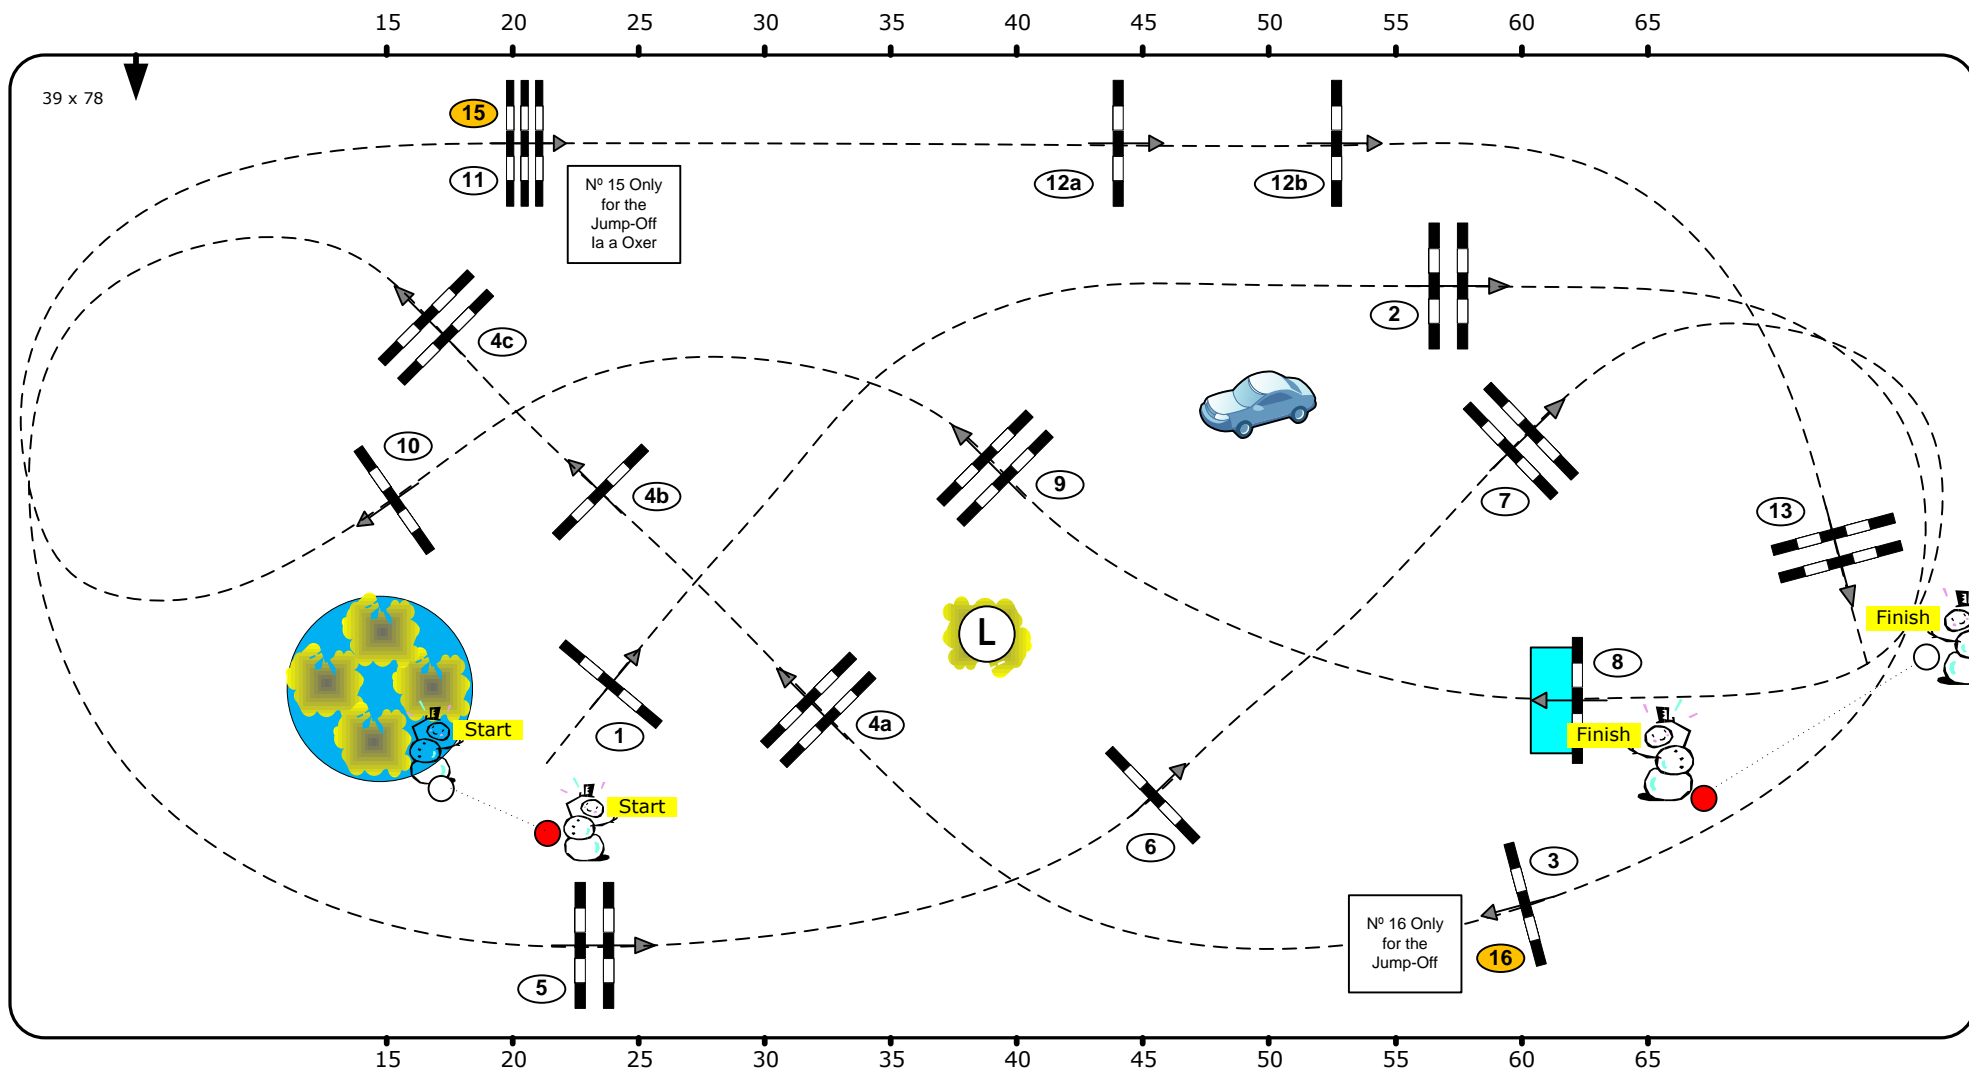 15 20 25 30 35 40 45 50 55 60 65
39 x 78
15
11
Nº 15 Only
for the
Jump-Off
Ia a Oxer
12a
12b
2
4c
10
4b
9
7
13
Finish
L
8
1
4a
Start
Finish
Start
6
3
Nº 16 Only
for the
Jump-Off
16
5
15 20 25 30 35 40 45 50 55 60 65